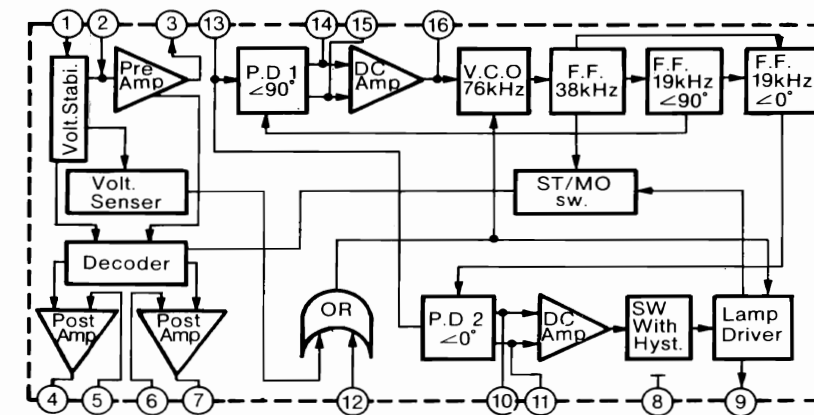 1
2
3
13
14
15
16
Volt.Stabi.
Pre
Amp
P.D 1
∠90°
DC
Amp
V.C.O
76kHz
F.F.
38kHz
F.F.
19kHz
∠90°
F.F.
19kHz
∠0°
Volt.
Senser
ST/MO
sw.
Decoder
Post
Amp
Post
Amp
OR
P.D 2
∠0°
DC
Amp
SW
With
Hyst.
Lamp
Driver
4
5
6
7
12
10
11
8
9